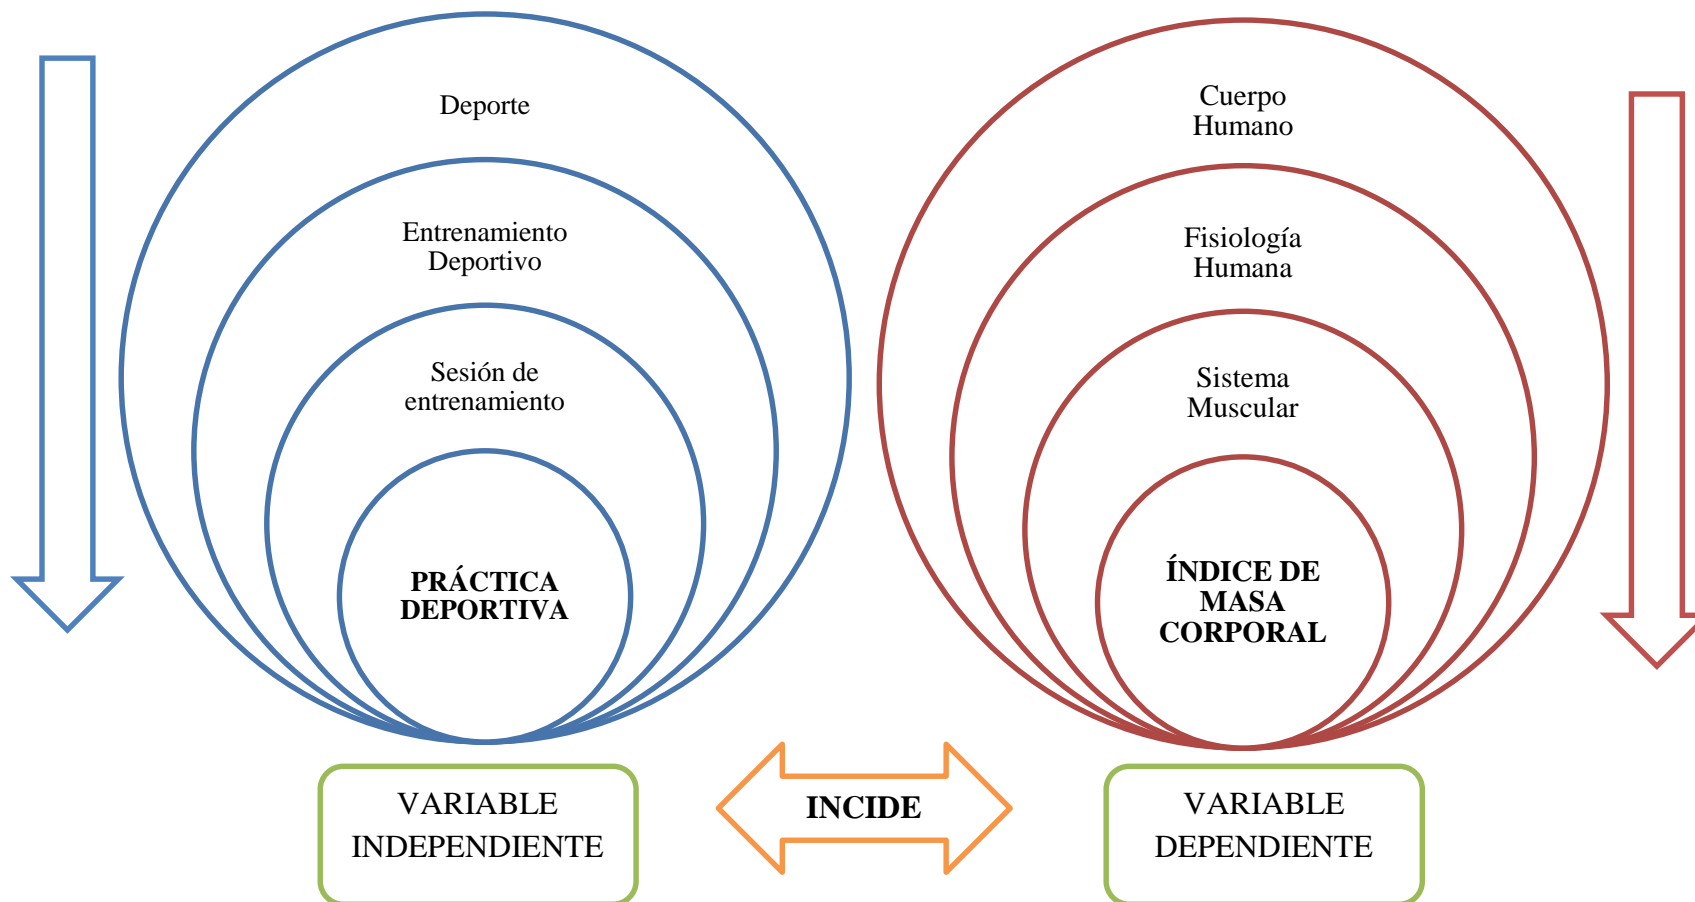 Deporte
Entrenamiento
Deportivo
Sesión de
entrenamiento
PRÁCTICA
DEPORTIVA
Cuerpo
Humano
Fisiología
Humana
Sistema
Muscular
ÍNDICE DE
MASA
CORPORAL
VARIABLE
INDEPENDIENTE
INCIDE
VARIABLE
DEPENDIENTE